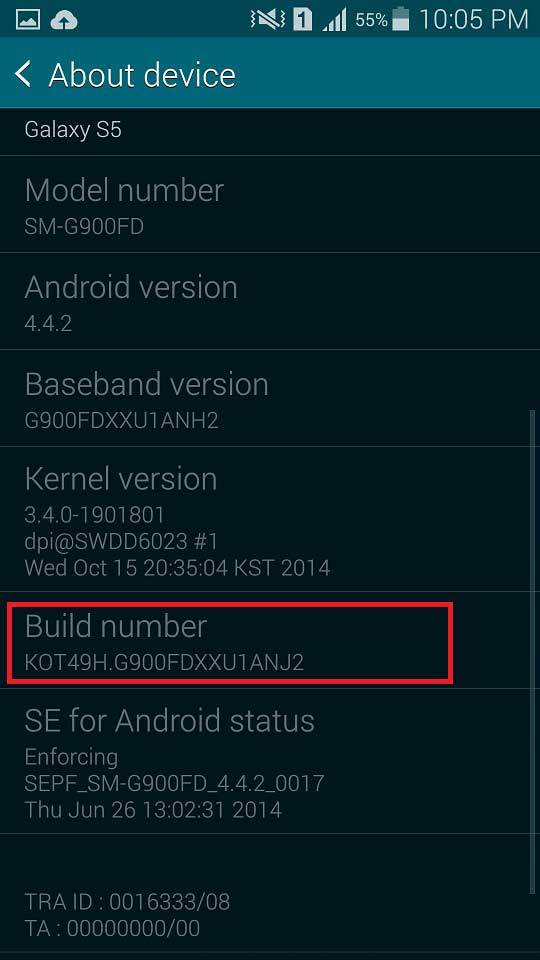 1 55% 10:05 PM
About device
Galaxy S5
Model number
SM-G900FD
Android version
4.4.2
Baseband version
G900FDXXU1ANH2
Kernel version
3.4.0-1901801
dpi@SWDD6023 #1
Wed Oct 15 20:35:04 KST 2014
Build number
KOT49H.G900FDXXU1ANJ2
SE for Android status
Enforcing
SEPF_SM-G900FD_4.4.2_0017
Thu Jun 26 13:02:31 2014
TRA ID : 0016333/08
TA : 00000000/00